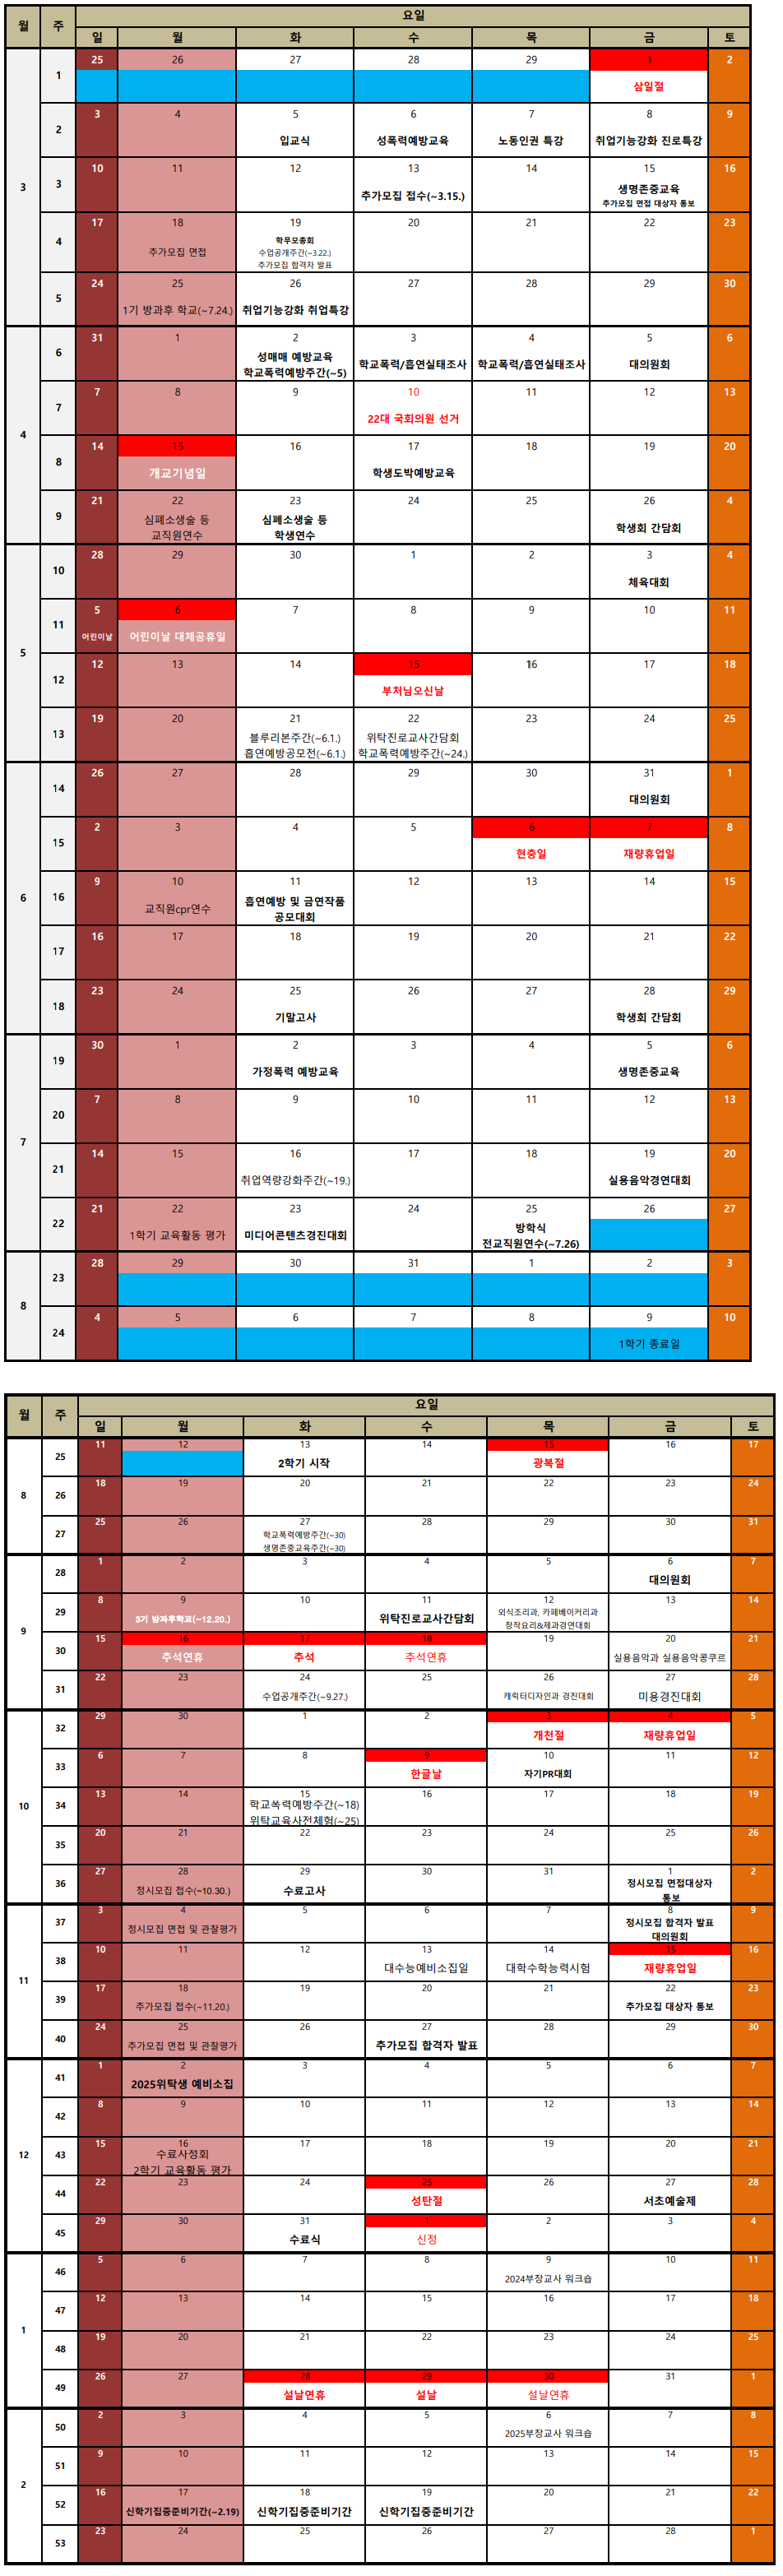 월 주 요일
일 월 화 수 목 금 토
3
1
25 26 27 28 29 1 2
삼일절
2
3 4 5 6 7 8 9
입교식 성폭력예방교육 노동인권 특강 취업기능강화 진로특강
3
10 11 12 13 14 15 16
추가모집 접수(~3.15.) 생명존중교육
추가모집 면접 대상자 통보
4
17 18 19 20 21 22 23
추가모집 면접 학부모총회
수업공개주간(~3.22.)
추가모집 합격자 발표
5
24 25 26 27 28 29 30
1기 방과후 학교(~7.24.) 취업기능강화 취업특강
4
6
31 1 2 3 4 5 6
성매매 예방교육
학교폭력예방주간(~5) 학교폭력/흡연실태조사 학교폭력/흡연실태조사 대의원회
7
7 8 9 10 11 12 13
22대 국회의원 선거
8
14 15 16 17 18 19 20
개교기념일 학생도박예방교육
9
21 22 23 24 25 26 4
심폐소생술 등 심폐소생술 등 학생회 간담회
교직원연수 학생연수
5
10
28 29 30 1 2 3 4
체육대회
11
5 6 7 8 9 10 11
어린이날 어린이날 대체공휴일
12
12 13 14 15 16 17 18
부처님오신날
13
19 20 21 22 23 24 25
블루리본주간(~6.1.) 위탁진로교사간담회
흡연예방공모전(~6.1.) 학교폭력예방주간(~24.)
6
14
26 27 28 29 30 31 1
대의원회
15
2 3 4 5 6 7 8
현충일 재량휴업일
16
9 10 11 12 13 14 15
교직원cpr연수 흡연예방 및 금연작품
공모대회
17
16 17 18 19 20 21 22
18
23 24 25 26 27 28 29
기말고사 학생회 간담회
7
19
30 1 2 3 4 5 6
가정폭력 예방교육 생명존중교육
20
7 8 9 10 11 12 13
21
14 15 16 17 18 19 20
취업역량강화주간(~19.) 실용음악경연대회
22
21 22 23 24 25 26 27
1학기 교육활동 평가 미디어콘텐츠경진대회 방학식
전교직원연수(~7.26)
8
23
28 29 30 31 1 2 3
24
4 5 6 7 8 9 10
1학기 종료일
월 주 요일
일 월 화 수 목 금 토
8
25
11 12 13 14 15 16 17
2학기 시작 광복절
26
18 19 20 21 22 23 24
27
25 26 27 28 29 30 31
학교폭력예방주간(~30)
생명존중교육주간(~30)
9
28
1 2 3 4 5 6 7
대의원회
29
8 9 10 11 12 13 14
3기 방과후학교(~12.20.) 위탁진로교사간담회 외식조리과, 카페베이커리과
창작요리&제과경연대회
30
15 16 17 18 19 20 21
추석연휴 추석 추석연휴 실용음악과 실용음악콩쿠르
31
22 23 24 25 26 27 28
수업공개주간(~9.27.) 캐릭터디자인과 경진대회 미용경진대회
10
32
29 30 1 2 3 4 5
개천절 재량휴업일
33
6 7 8 9 10 11 12
한글날 자기PR대회
34
13 14 15 16 17 18 19
학교폭력예방주간(~18)
위탁교육사전체험(~25)
35
20 21 22 23 24 25 26
36
27 28 29 30 31 1 2
정시모집 접수(~10.30.) 수료고사 정시모집 면접대상자
통보
11
37
3 4 5 6 7 8 9
정시모집 면접 및 관찰평가 정시모집 합격자 발표
대의원회
38
10 11 12 13 14 15 16
대수능예비소집일 대학수학능력시험 재량휴업일
39
17 18 19 20 21 22 23
추가모집 접수(~11.20.) 추가모집 대상자 통보
40
24 25 26 27 28 29 30
추가모집 면접 및 관찰평가 추가모집 합격자 발표
12
41
1 2 3 4 5 6 7
2025위탁생 예비소집
42
8 9 10 11 12 13 14
43
15 16 17 18 19 20 21
수료사정회
2학기 교육활동 평가
44
22 23 24 25 26 27 28
성탄절 서초예술제
45
29 30 31 1 2 3 4
수료식 신정
1
46
5 6 7 8 9 10 11
2024부장교사 워크숍
47
12 13 14 15 16 17 18
48
19 20 21 22 23 24 25
49
26 27 28 29 30 31 1
설날연휴 설날 설날연휴
2
50
2 3 4 5 6 7 8
2025부장교사 워크숍
51
9 10 11 12 13 14 15
52
16 17 18 19 20 21 22
신학기집중준비기간(~2.19) 신학기집중준비기간 신학기집중준비기간
53
23 24 25 26 27 28 1